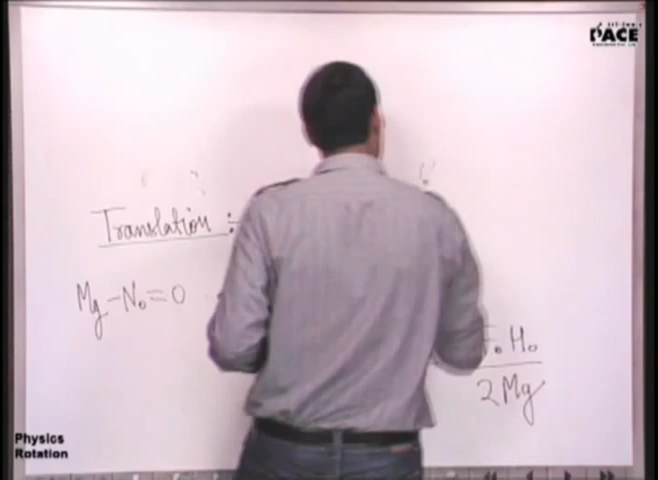 PACE
Translation :-
Mg - N₀ = 0
F₀ H₀
2Mg
Physics
Rotation